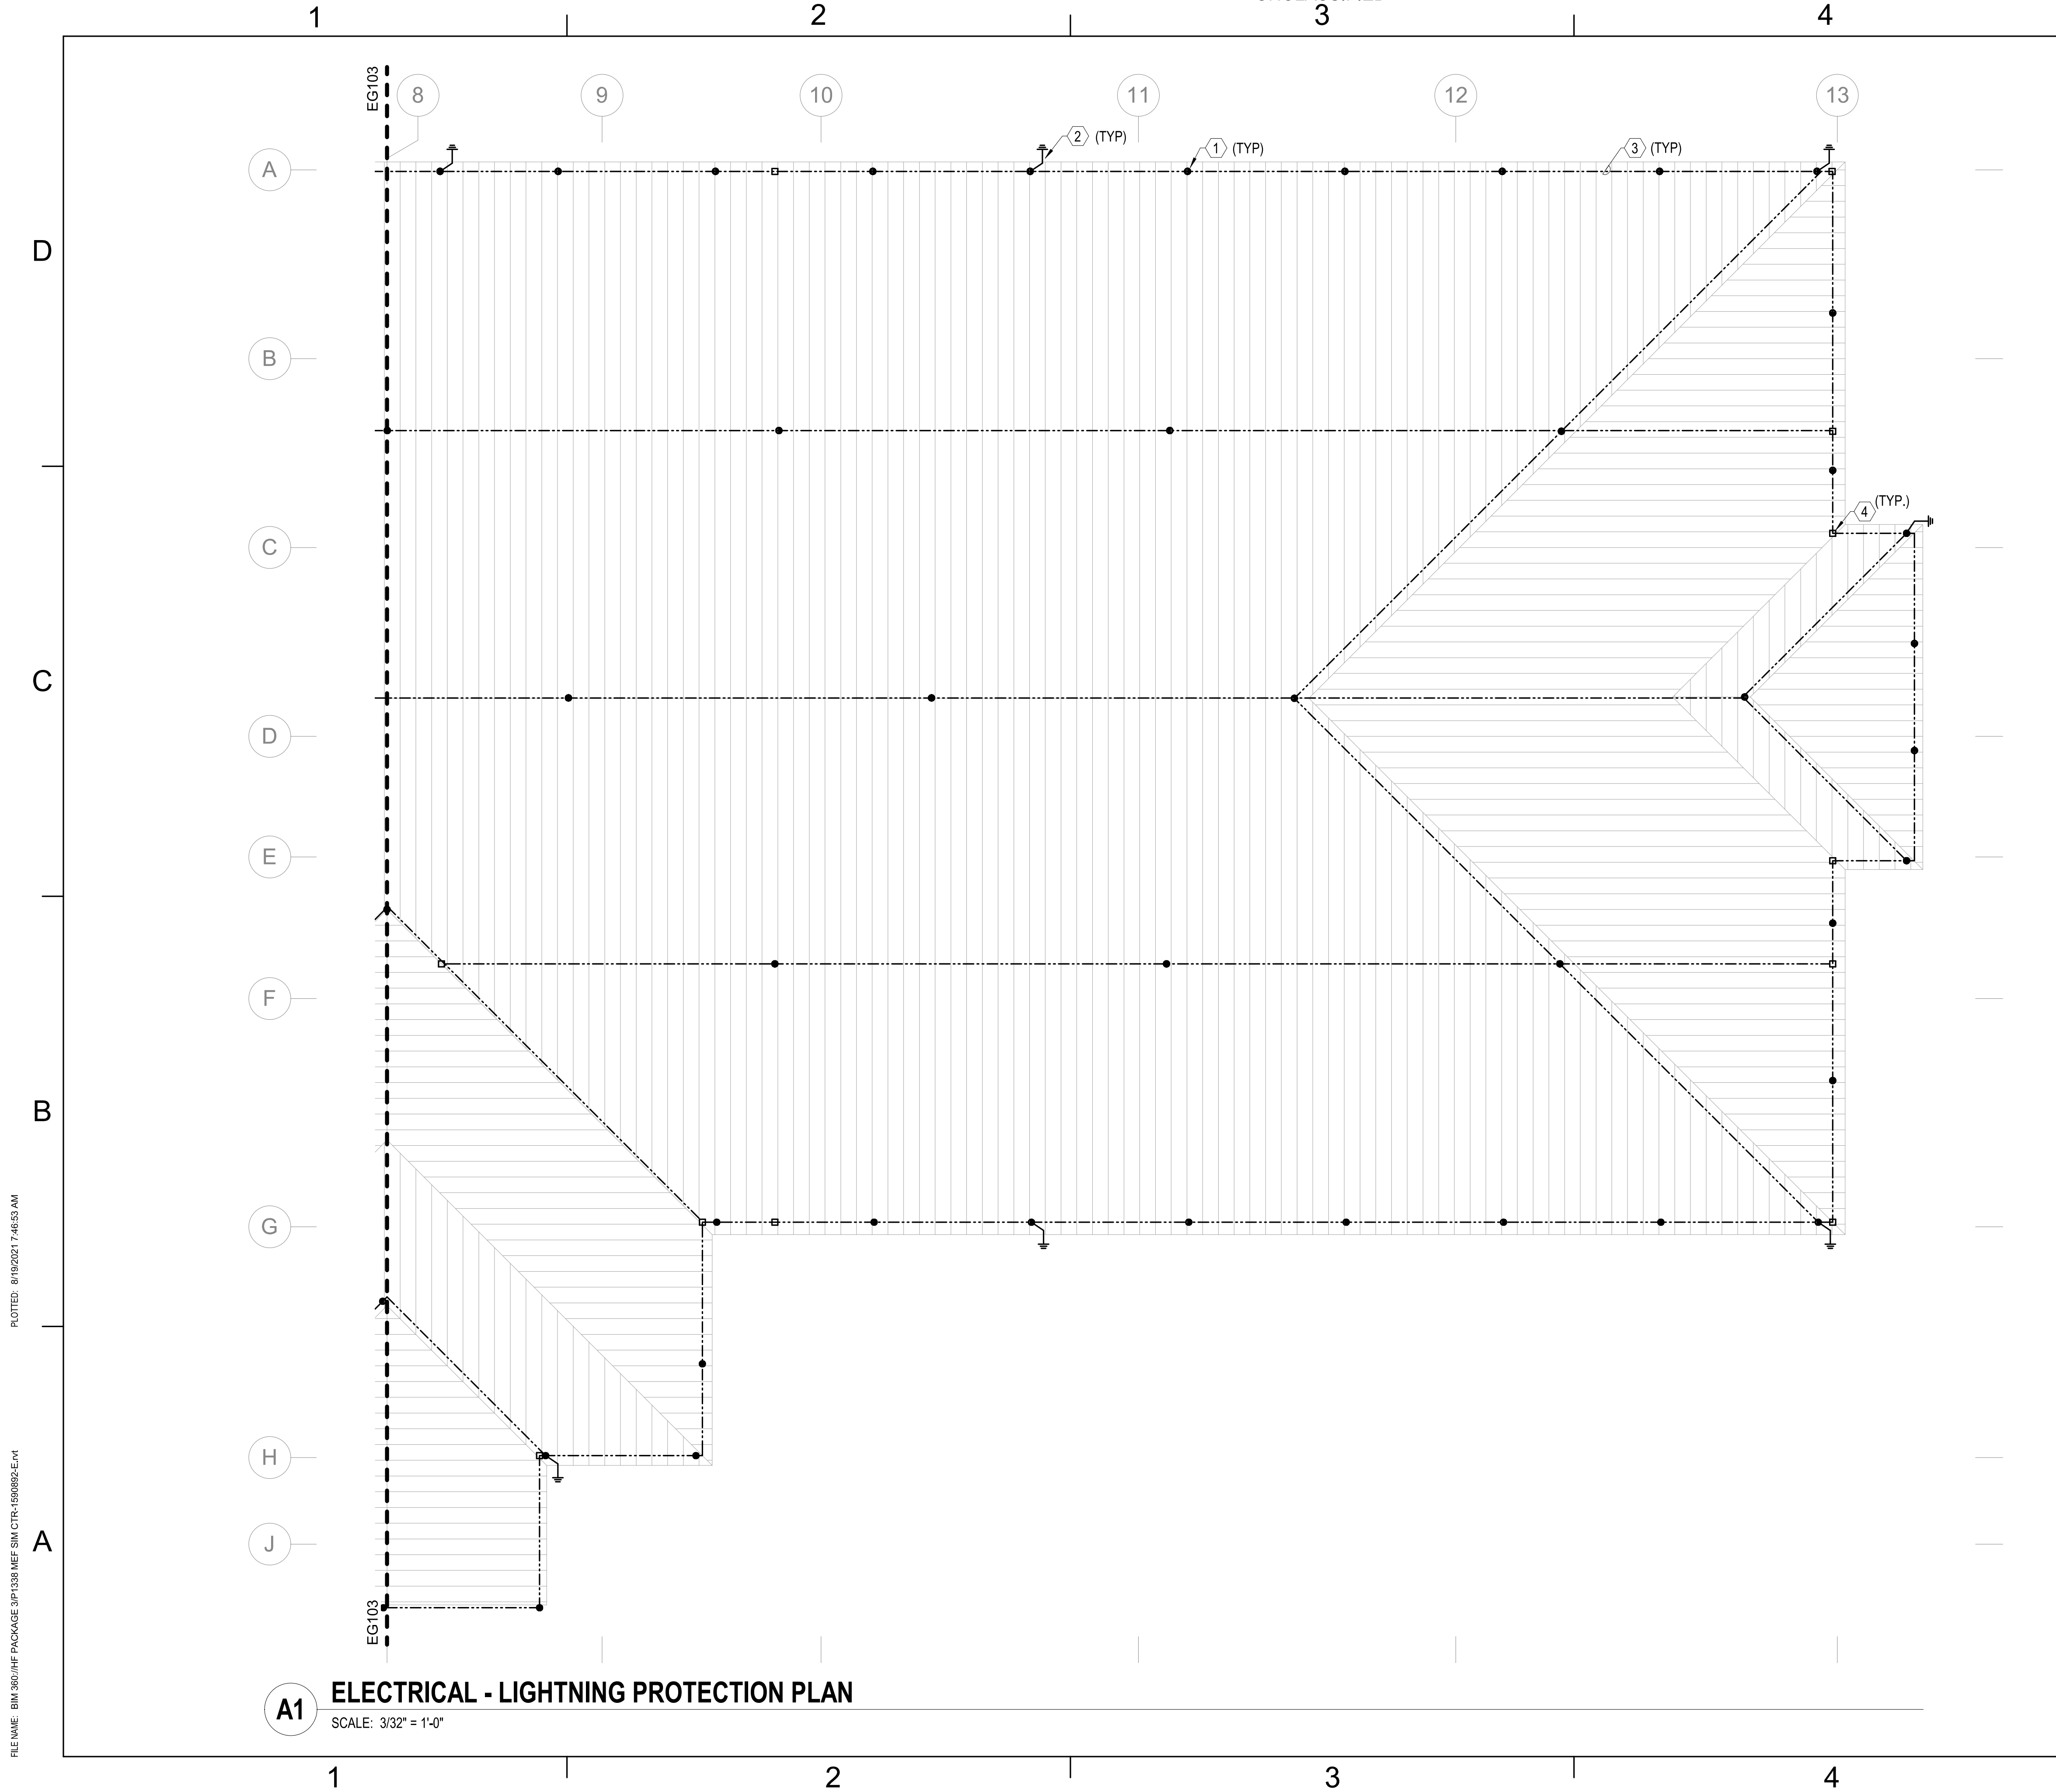 1 2 3 4
EG103
8 9 10 11 12 13
2 (TYP)
1 (TYP)
3 (TYP)
A
D
B
4 (TYP.)
C
C
D
E
F
B
G
H
A
J
EG103
PLOTTED: 8/19/2021 7:46:53 AM
FILE NAME: BIM 360://HF PACKAGE 3/P1338 MEF SIM CTR-1590892-E.rvt
A1 ELECTRICAL - LIGHTNING PROTECTION PLAN
SCALE: 3/32" = 1'-0"
1 2 3 4